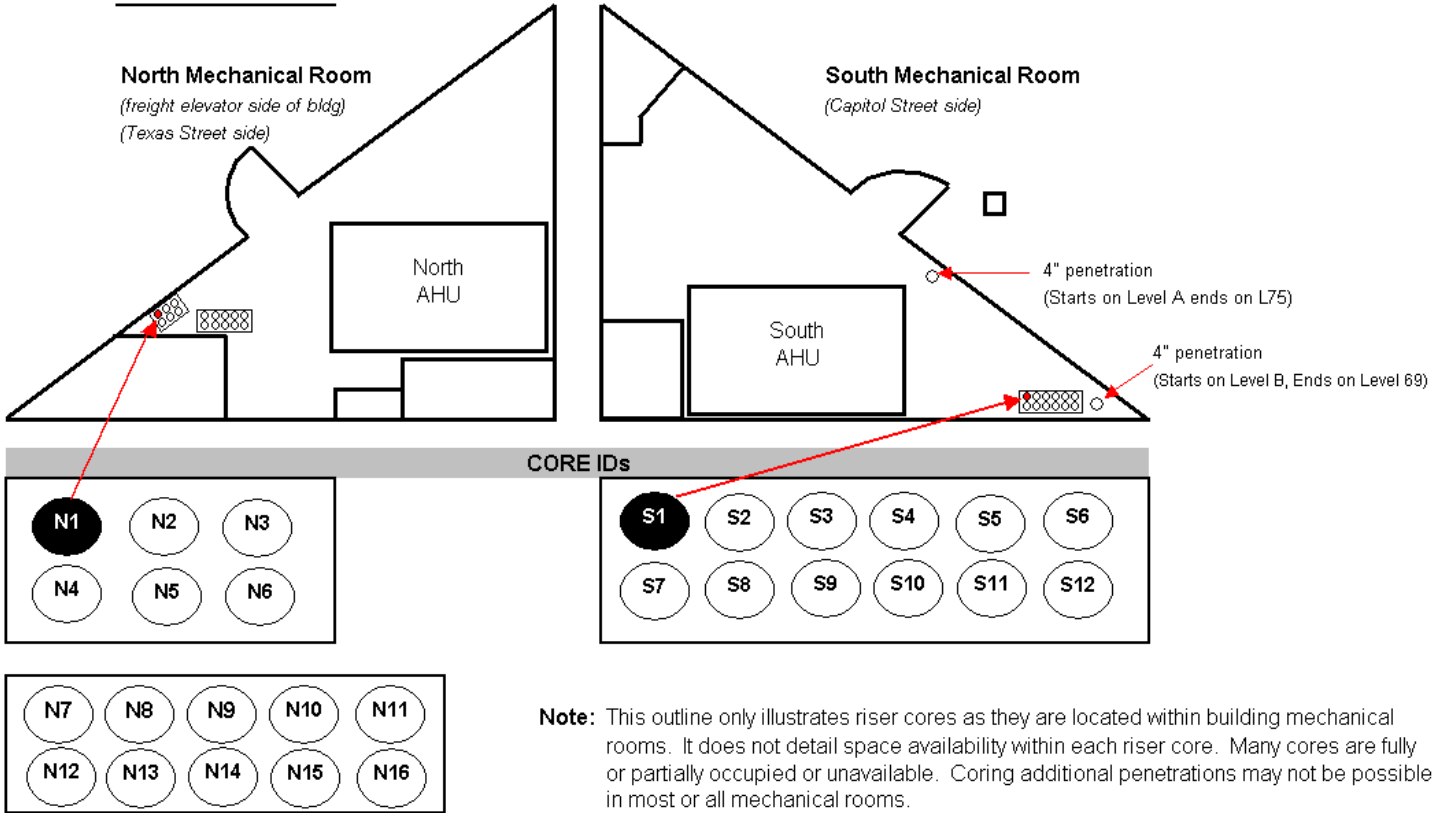 North Mechanical Room
(freight elevator side of bldg)
(Texas Street side)
South Mechanical Room
(Capitol Street side)
North
AHU
South
AHU
4" penetration
(Starts on Level A ends on L75)
4" penetration
(Starts on Level B, Ends on Level 69)
CORE IDs
N1 N2 N3
N4 N5 N6
S1 S2 S3 S4 S5 S6
S7 S8 S9 S10 S11 S12
N7 N8 N9 N10 N11
N12 N13 N14 N15 N16
Note: This outline only illustrates riser cores as they are located within building mechanical
rooms. It does not detail space availability within each riser core. Many cores are fully
or partially occupied or unavailable. Coring additional penetrations may not be possible
in most or all mechanical rooms.